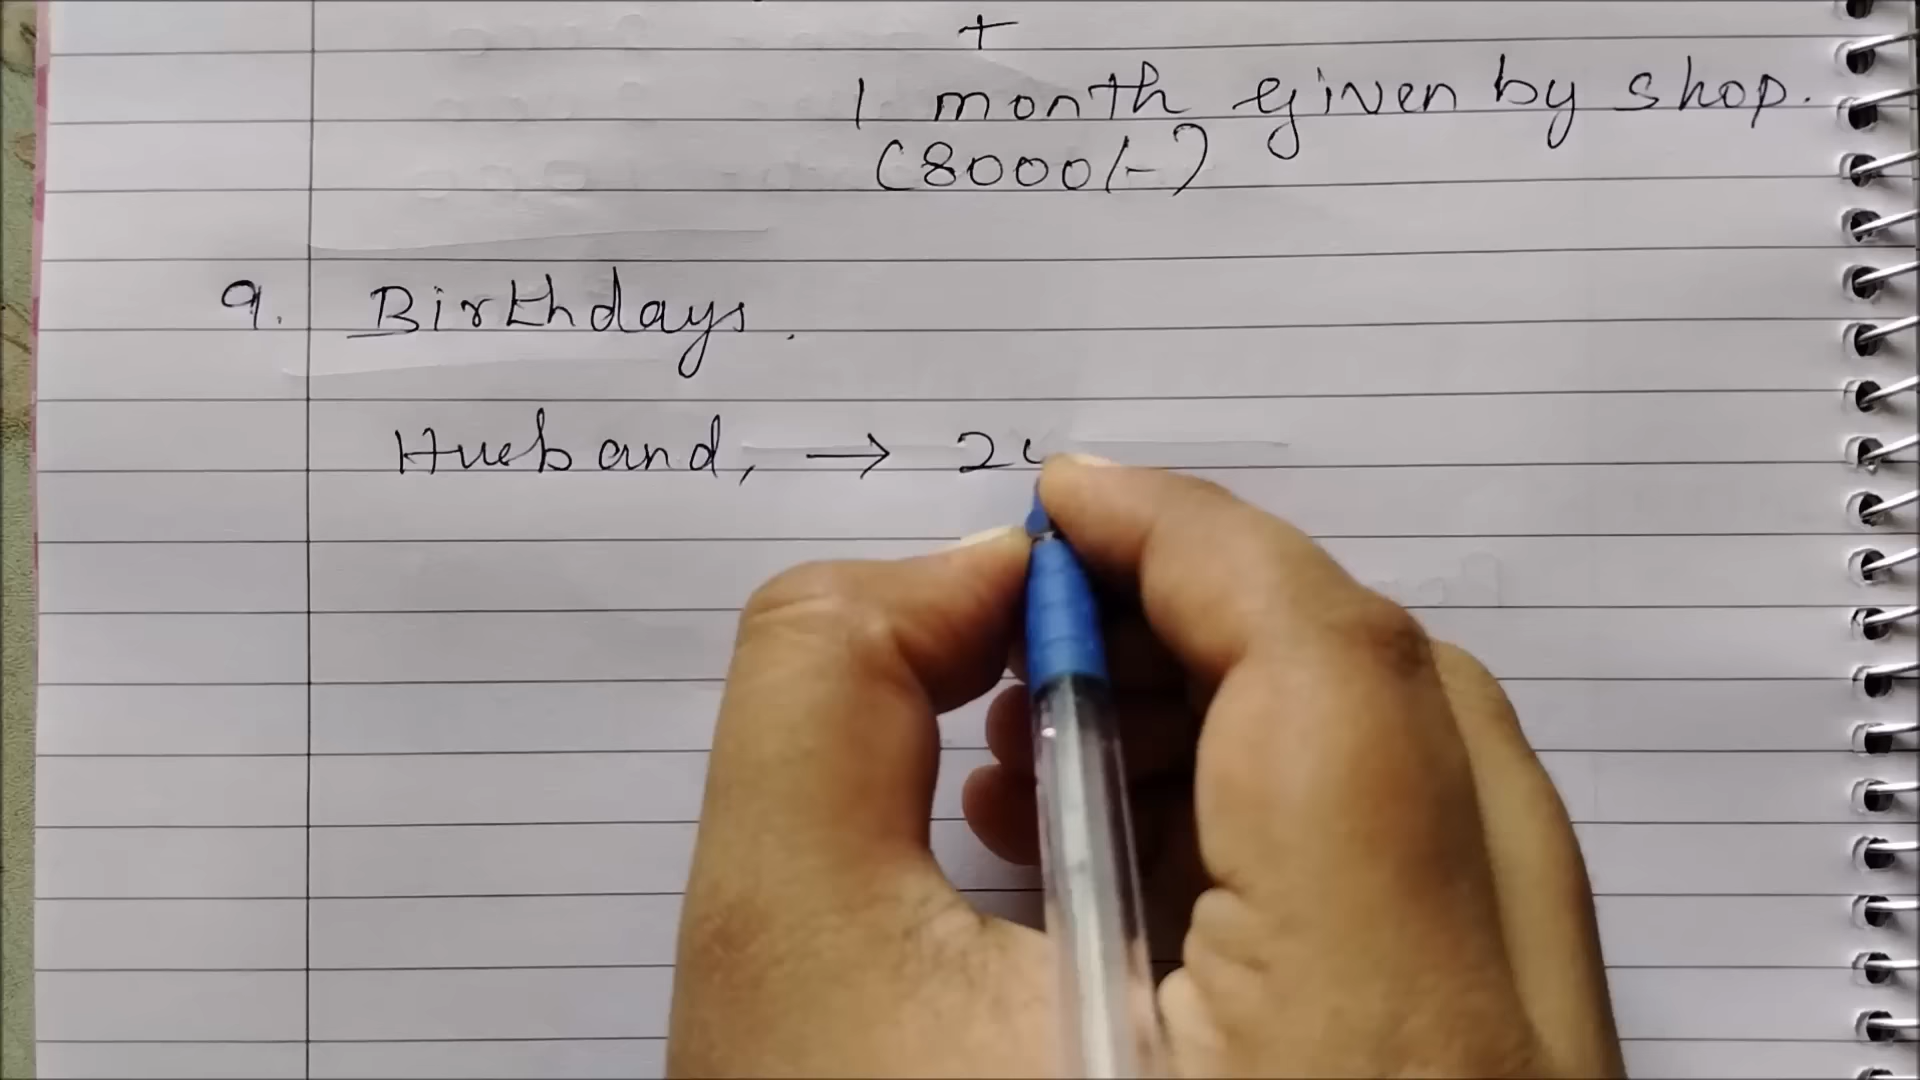 +
1 month given by shop.
(8000/-)
9. Birthdays.
Husband, → 2